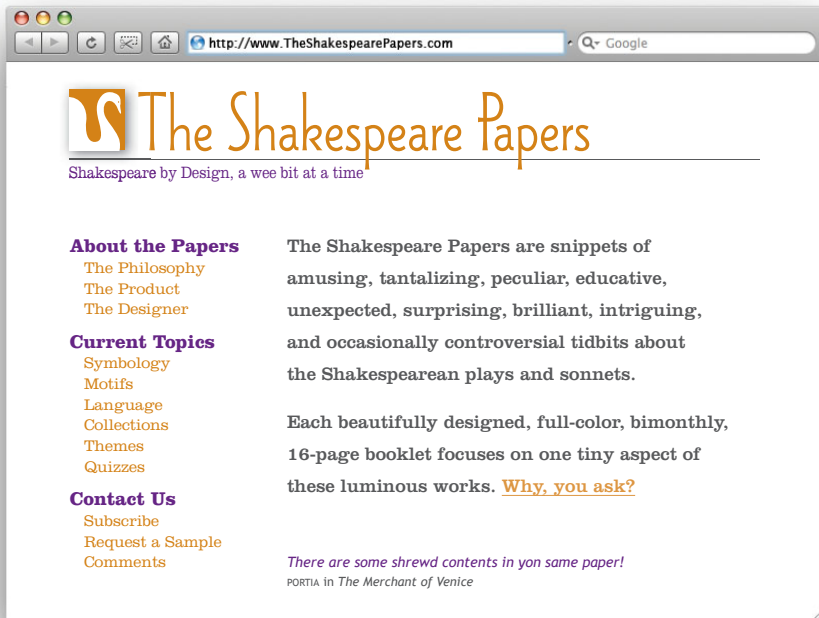 http://www.TheShakespearePapers.com
Google
The Shakespeare Papers
Shakespeare by Design, a wee bit at a time
About the Papers
The Philosophy
The Product
The Designer
Current Topics
Symbology
Motifs
Language
Collections
Themes
Quizzes
Contact Us
Subscribe
Request a Sample
Comments
The Shakespeare Papers are snippets of
amusing, tantalizing, peculiar, educative,
unexpected, surprising, brilliant, intriguing,
and occasionally controversial tidbits about
the Shakespearean plays and sonnets.
Each beautifully designed, full-color, bimonthly,
16-page booklet focuses on one tiny aspect of
these luminous works. Why, you ask?
There are some shrewd contents in yon same paper!
PORTIA in The Merchant of Venice